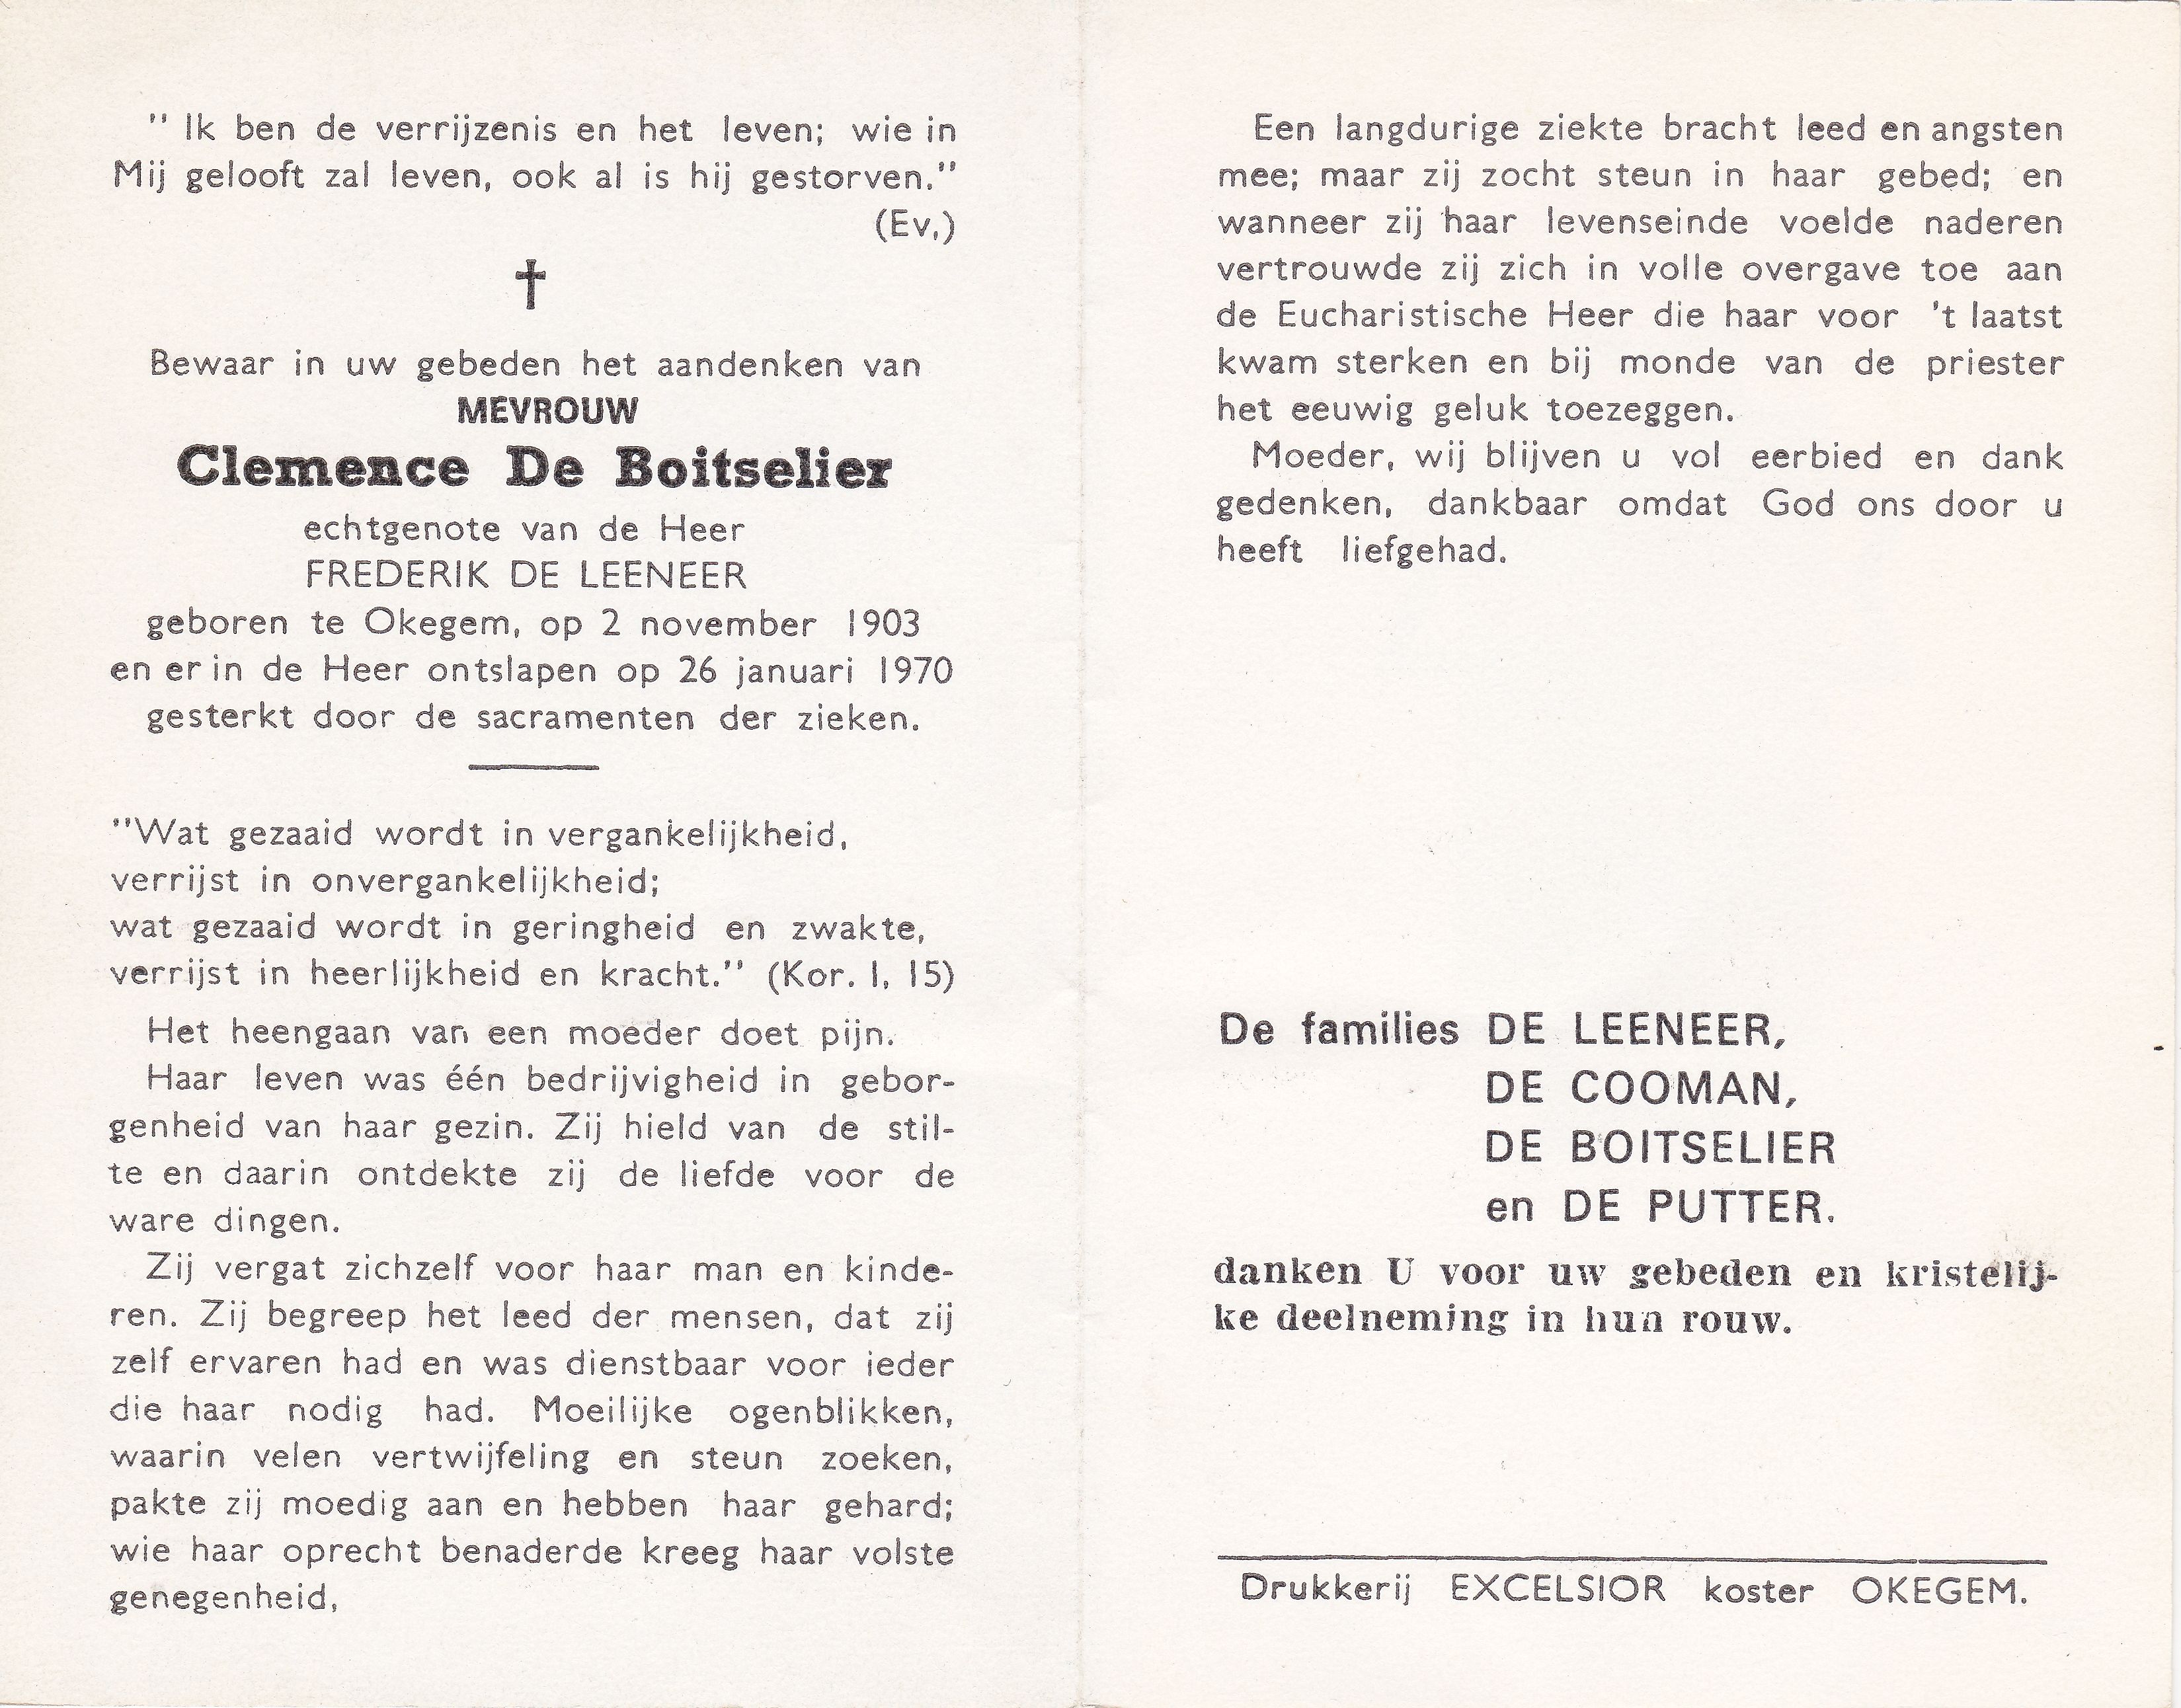 " Ik ben de verrijzenis en het leven; wie in
Mij gelooft zal leven, ook al is hij gestorven."
(Ev,)
†
Bewaar in uw gebeden het aandenken van
MEVROUW
Clemence De Boitselier
echtgenote van de Heer
FREDERIK DE LEENEER
geboren te Okegem, op 2 november 1903
en er in de Heer ontslapen op 26 januari 1970
gesterkt door de sacramenten der zieken.
"Wat gezaaid wordt in vergankelijkheid,
verrijst in onvergankelijkheid;
wat gezaaid wordt in geringheid en zwakte,
verrijst in heerlijkheid en kracht." (Kor. I, 15)
Het heengaan van een moeder doet pijn.
Haar leven was één bedrijvigheid in gebor-
genheid van haar gezin. Zij hield van de stil-
te en daarin ontdekte zij de liefde voor de
ware dingen.
Zij vergat zichzelf voor haar man en kinde-
ren. Zij begreep het leed der mensen, dat zij
zelf ervaren had en was dienstbaar voor ieder
die haar nodig had. Moeilijke ogenblikken,
waarin velen vertwijfeling en steun zoeken,
pakte zij moedig aan en hebben haar gehard;
wie haar oprecht benaderde kreeg haar volste
genegenheid,
Een langdurige ziekte bracht leed en angsten
mee; maar zij zocht steun in haar gebed; en
wanneer zij haar levenseinde voelde naderen
vertrouwde zij zich in volle overgave toe aan
de Eucharistische Heer die haar voor 't laatst
kwam sterken en bij monde van de priester
het eeuwig geluk toezeggen.
Moeder, wij blijven u vol eerbied en dank
gedenken, dankbaar omdat God ons door u
heeft liefgehad.
De families DE LEENEER,
DE COOMAN,
DE BOITSELIER
en DE PUTTER.
danken U voor uw gebeden en kristelij-
ke deelneming in hun rouw.
Drukkerij EXCELSIOR koster OKEGEM.